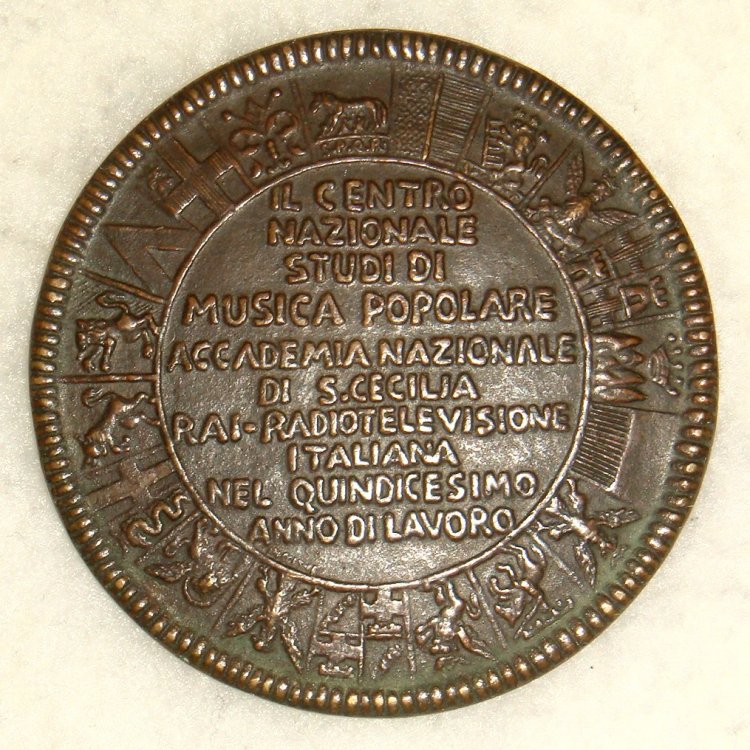 S.P.Q.R.
IL CENTRO
NAZIONALE
STUDI DI
MUSICA POPOLARE
ACCADEMIA NAZIONALE
DI S. CECILIA
RAI-RADIOTELEVISIONE
ITALIANA
NEL QUINDICESIMO
ANNO DI LAVORO